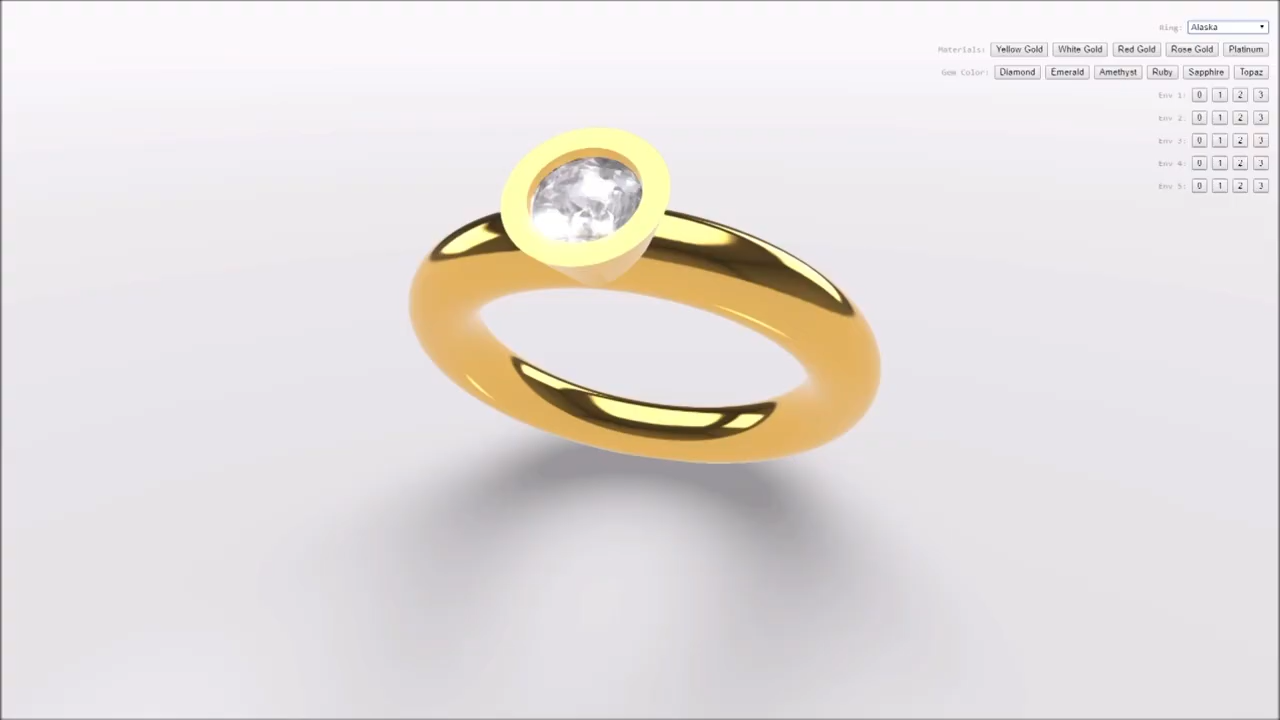 Ring: Alaska
Materials: Yellow Gold White Gold Red Gold Rose Gold Platinum
Gem Color: Diamond Emerald Amethyst Ruby Sapphire Topaz
Env 1: 0 1 2 3
Env 2: 0 1 2 3
Env 3: 0 1 2 3
Env 4: 0 1 2 3
Env 5: 0 1 2 3